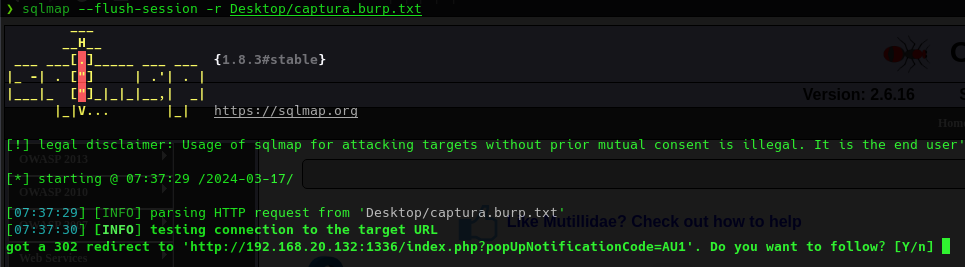 ❯ sqlmap --flush-session -r Desktop/captura.burp.txt
        ___
       __H__
 ___ ___[.]_____ ___ ___  {1.8.3#stable}
|_ -| . ["]     | .'| . |
|___|_  ["]_|_|_|__,|  _|
      |_|V...       |_|   https://sqlmap.org
Version: 2.6.16
Home
[!] legal disclaimer: Usage of sqlmap for attacking targets without prior mutual consent is illegal. It is the end user'
OWASP 2013
[*] starting @ 07:37:29 /2024-03-17/
OWASP 2010
[07:37:29] [INFO] parsing HTTP request from 'Desktop/captura.burp.txt'
Like Mutillidae? Check out how to help
[07:37:30] [INFO] testing connection to the target URL
got a 302 redirect to 'http://192.168.20.132:1336/index.php?popUpNotificationCode=AU1'. Do you want to follow? [Y/n]
Web Services